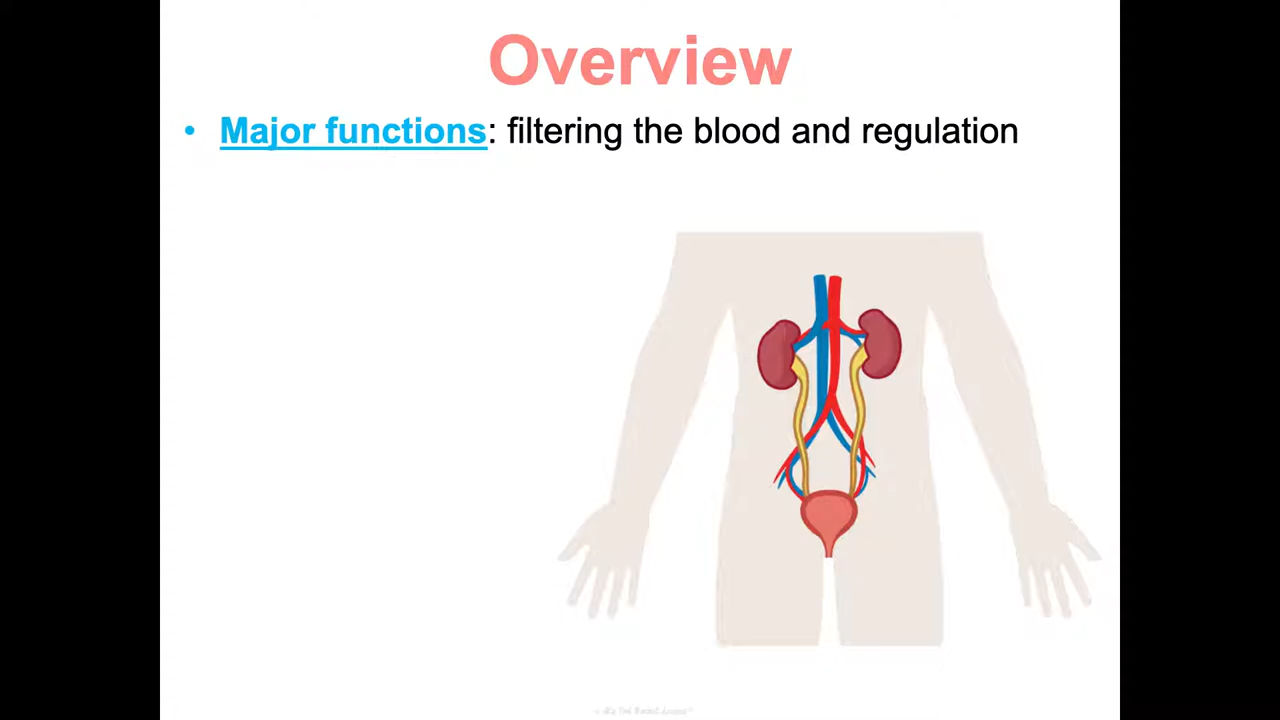 Overview
• Major functions: filtering the blood and regulation